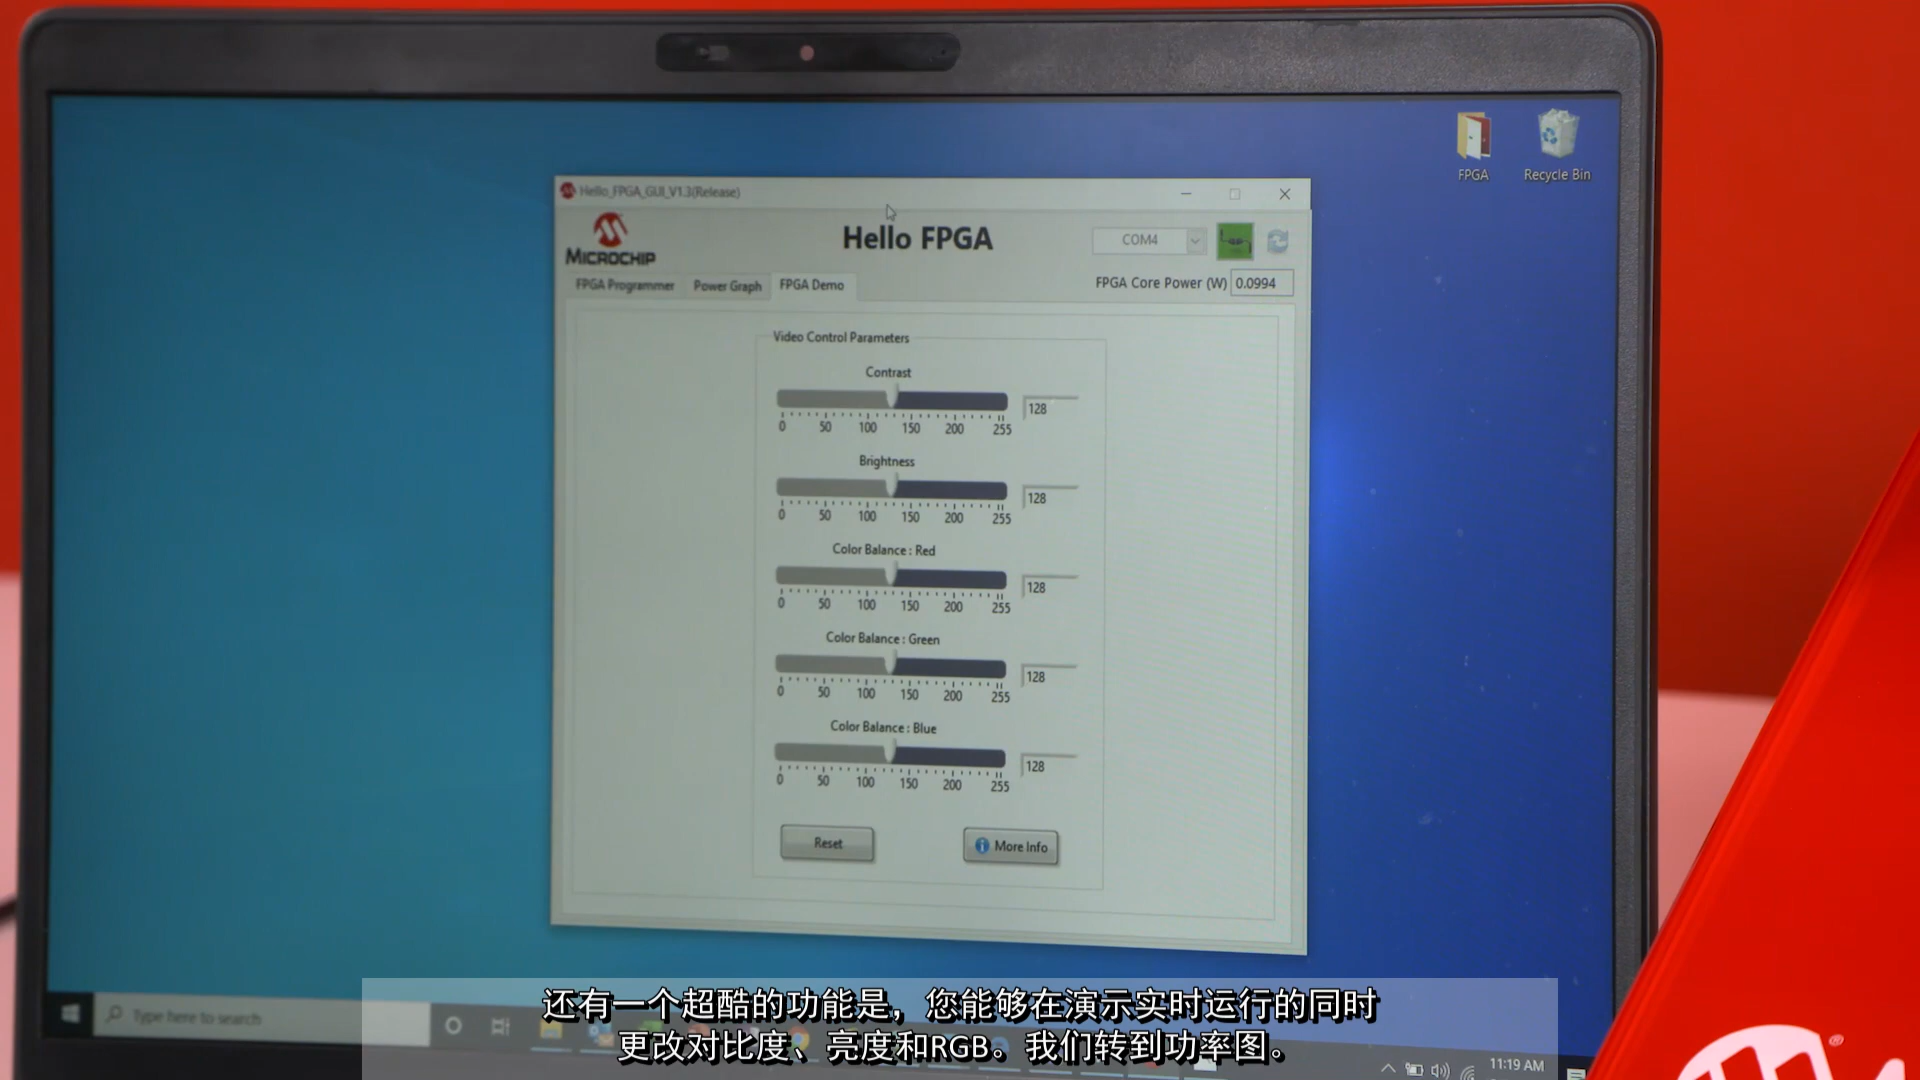 FPGA
Recycle Bin
Hello_FPGA_GUI_V1.3(Release)
MICROCHIP
Hello FPGA
COM4
FPGA Programmer
Power Graph
FPGA Demo
FPGA Core Power (W)
0.0994
Video Control Parameters
Contrast
128
0 50 100 150 200 255
Brightness
128
0 50 100 150 200 255
Color Balance : Red
128
0 50 100 150 200 255
Color Balance : Green
128
0 50 100 150 200 255
Color Balance : Blue
128
0 50 100 150 200 255
Reset
More Info
Type here to search
11:19 AM
还有一个超酷的功能是，您能够在演示实时运行的同时
更改对比度、亮度和RGB。我们转到功率图。